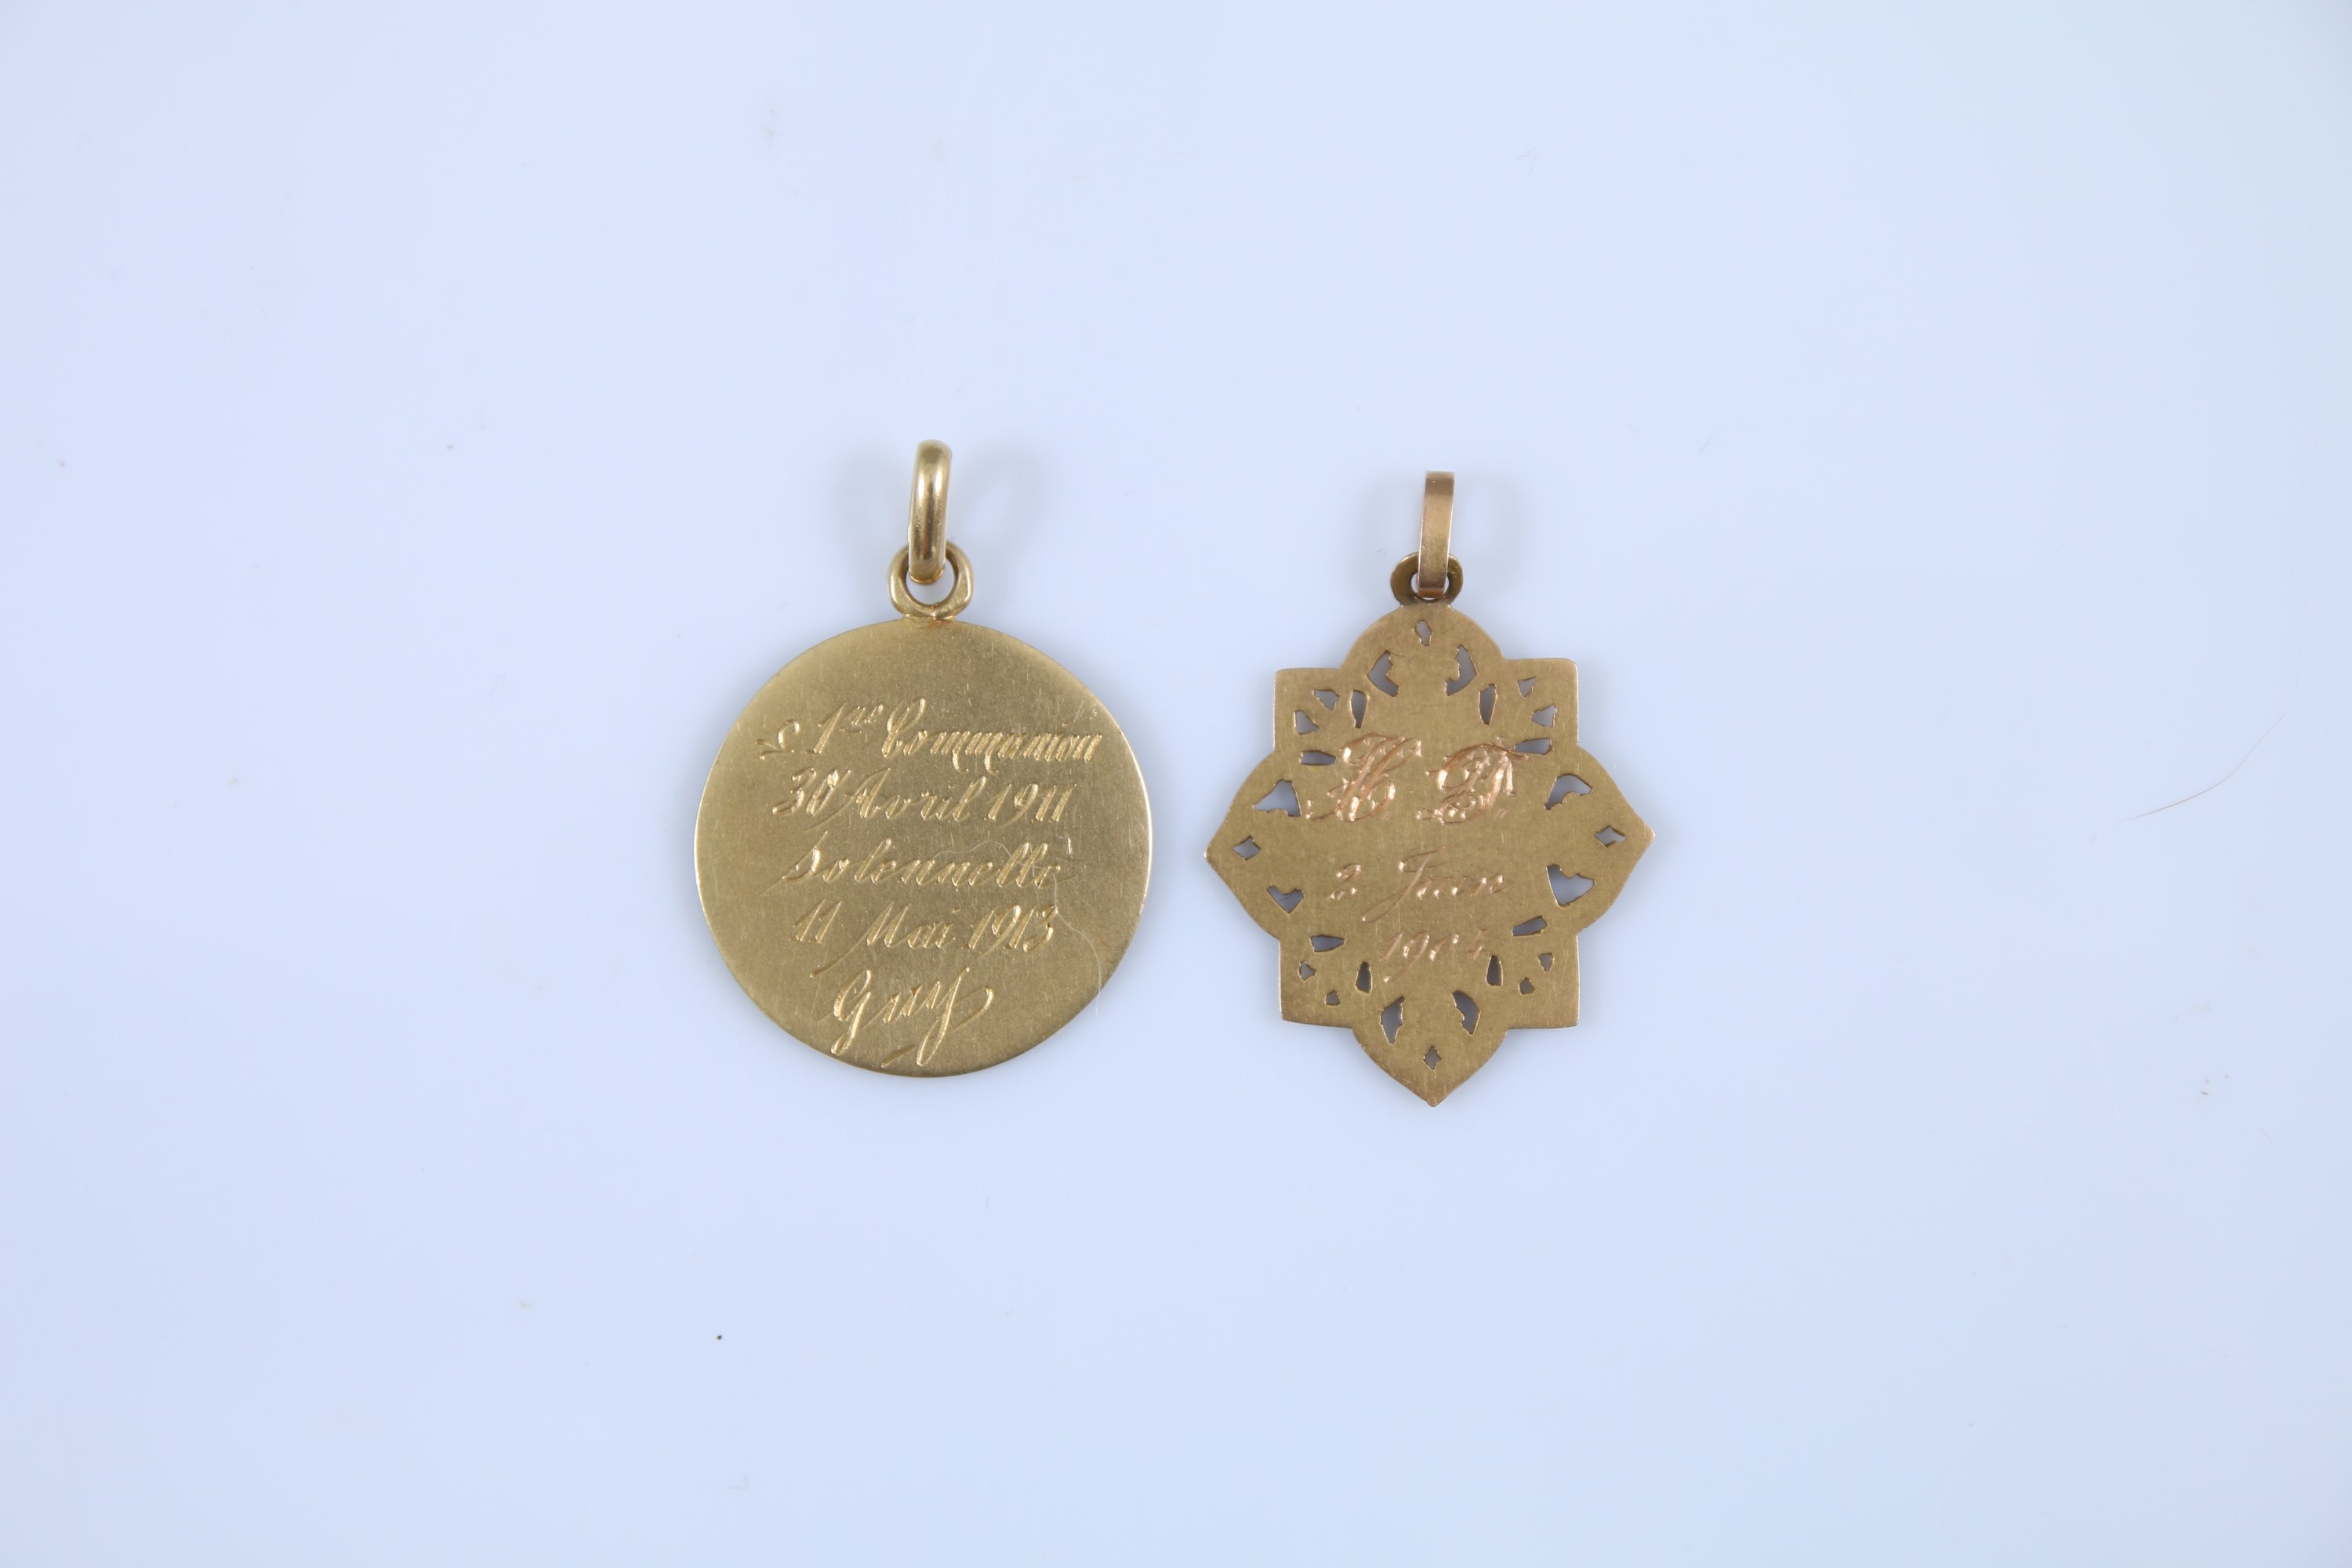 1re Communion
30 Avril 1911
Solennelle
11 Mai 1913
Guy
2 Juin